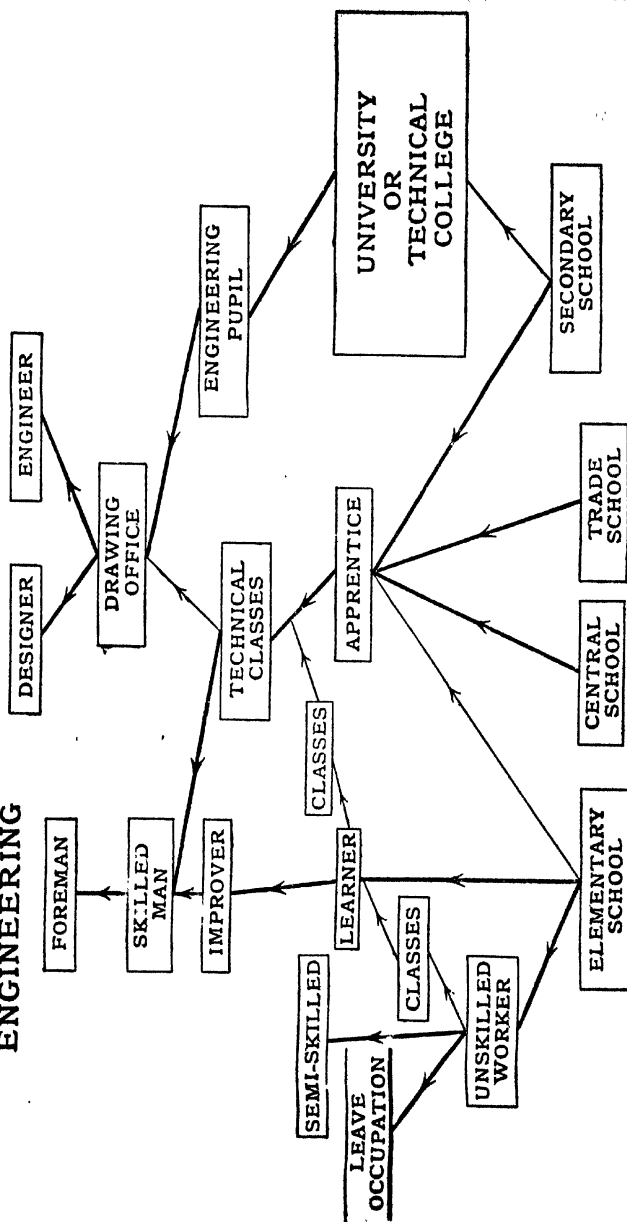 ENGINEERING
FOREMAN
SKILLED
MAN
IMPROVER
DESIGNER
ENGINEER
DRAWING
OFFICE
TECHNICAL
CLASSES
ENGINEERING
PUPIL
SEMI-SKILLED
LEAVE
OCCUPATION
CLASSES
LEARNER
CLASSES
APPRENTICE
UNIVERSITY
OR
TECHNICAL
COLLEGE
UNSKILLED
WORKER
ELEMENTARY
SCHOOL
CENTRAL
SCHOOL
TRADE
SCHOOL
SECONDARY
SCHOOL